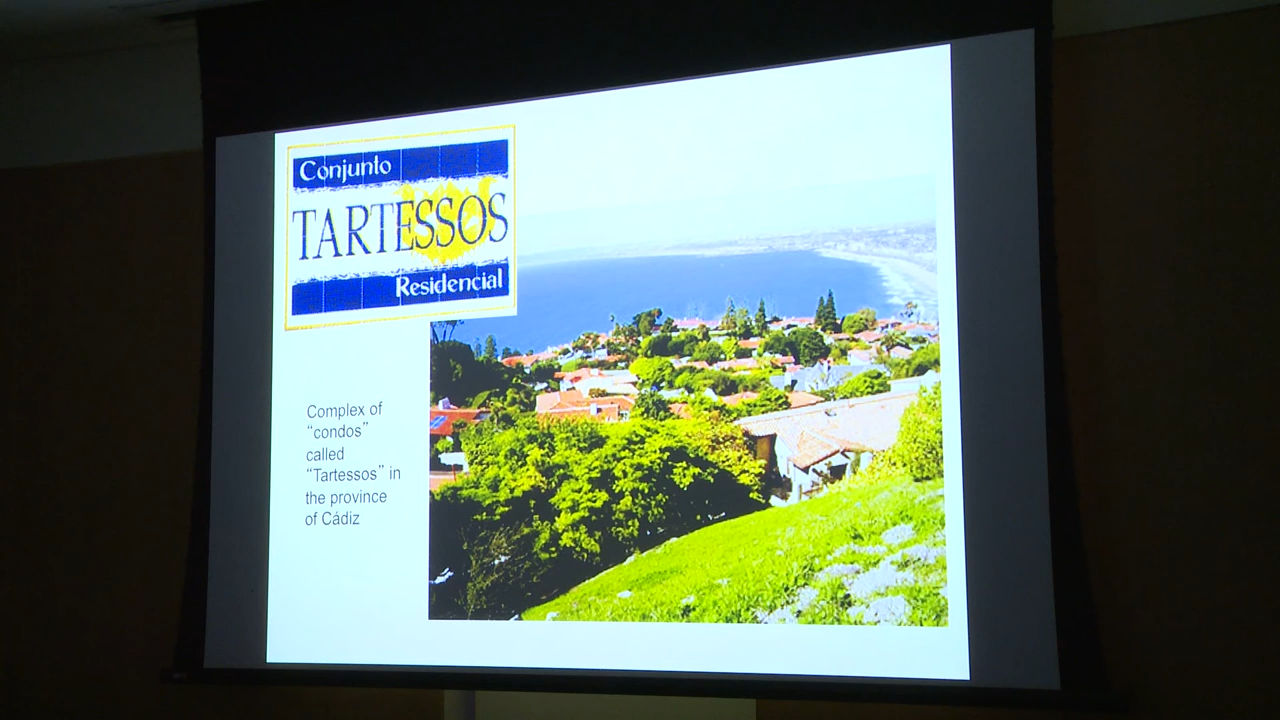 Conjunto
TARTESSOS
Residencial
Complex of
“condos”
called
“Tartessos” in
the province
of Cádiz